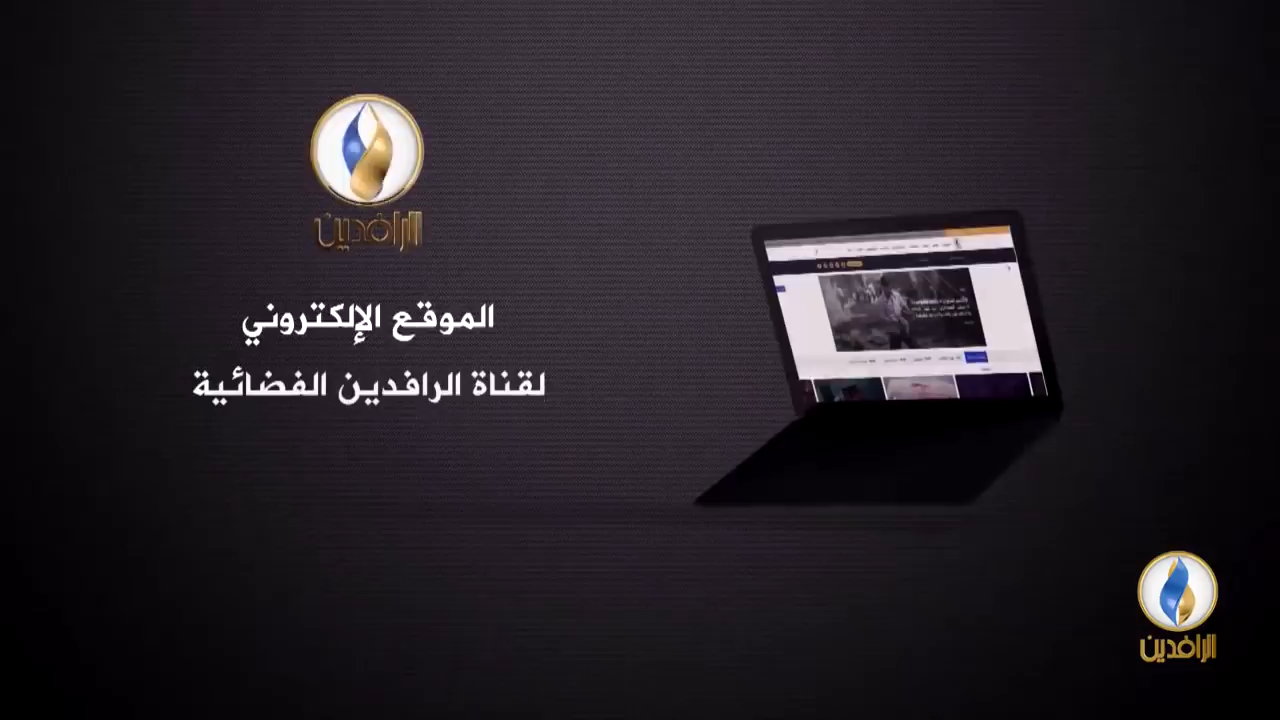 الرافدين
الموقع الإلكتروني
لقناة الرافدين الفضائية
الرافدين